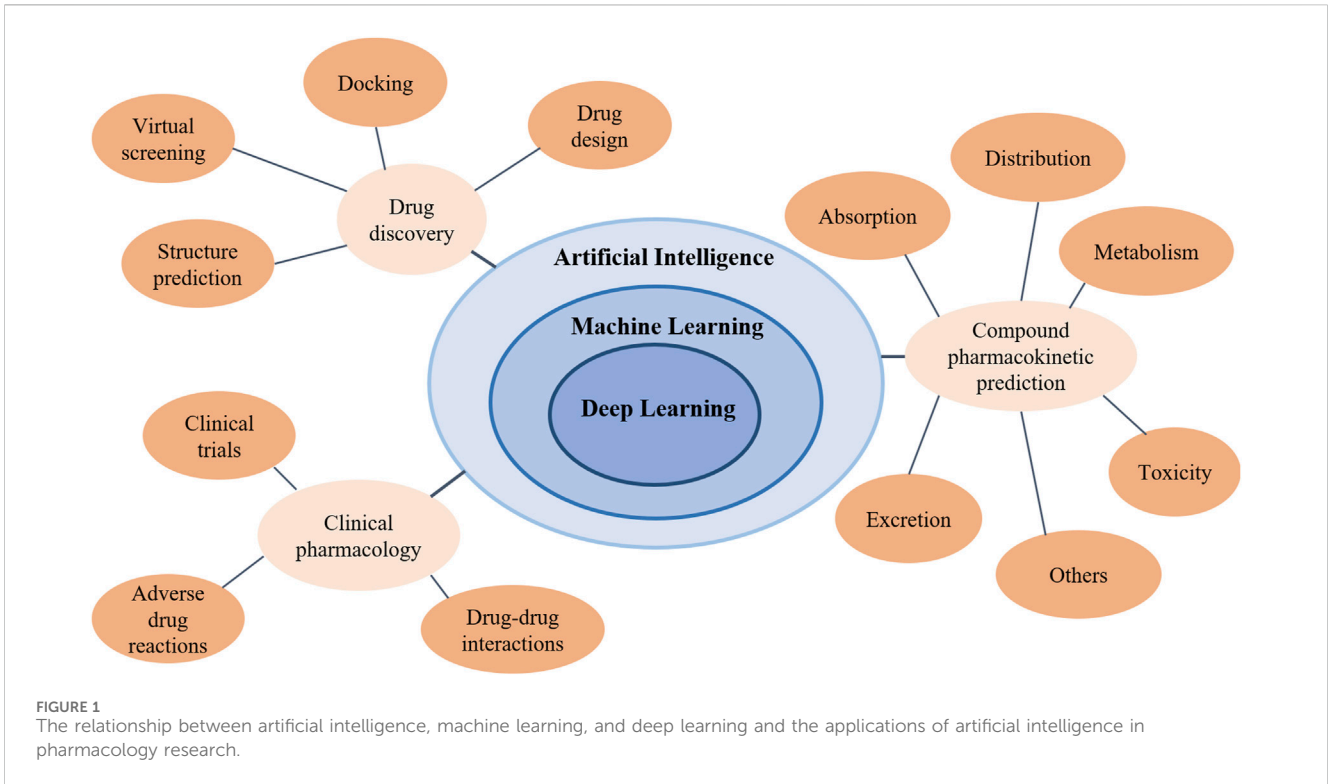 Docking
Virtual
screening
Drug
design
Drug
discovery
Structure
prediction
Distribution
Absorption
Metabolism
Compound
pharmacokinetic
prediction
Toxicity
Excretion
Others
Artificial Intelligence
Machine Learning
Deep Learning
Clinical
trials
Clinical
pharmacology
Adverse
drug
reactions
Drug-drug
interactions
FIGURE 1
The relationship between artificial intelligence, machine learning, and deep learning and the applications of artificial intelligence in
pharmacology research.